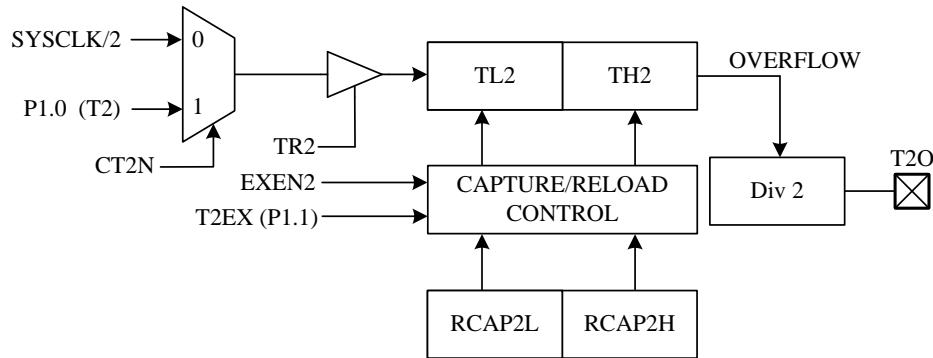 SYSCLK/2
0
P1.0 (T2)
1
CT2N
TR2
TL2
TH2
OVERFLOW
EXEN2
T2EX (P1.1)
CAPTURE/RELOAD
CONTROL
Div 2
T2O
RCAP2L
RCAP2H